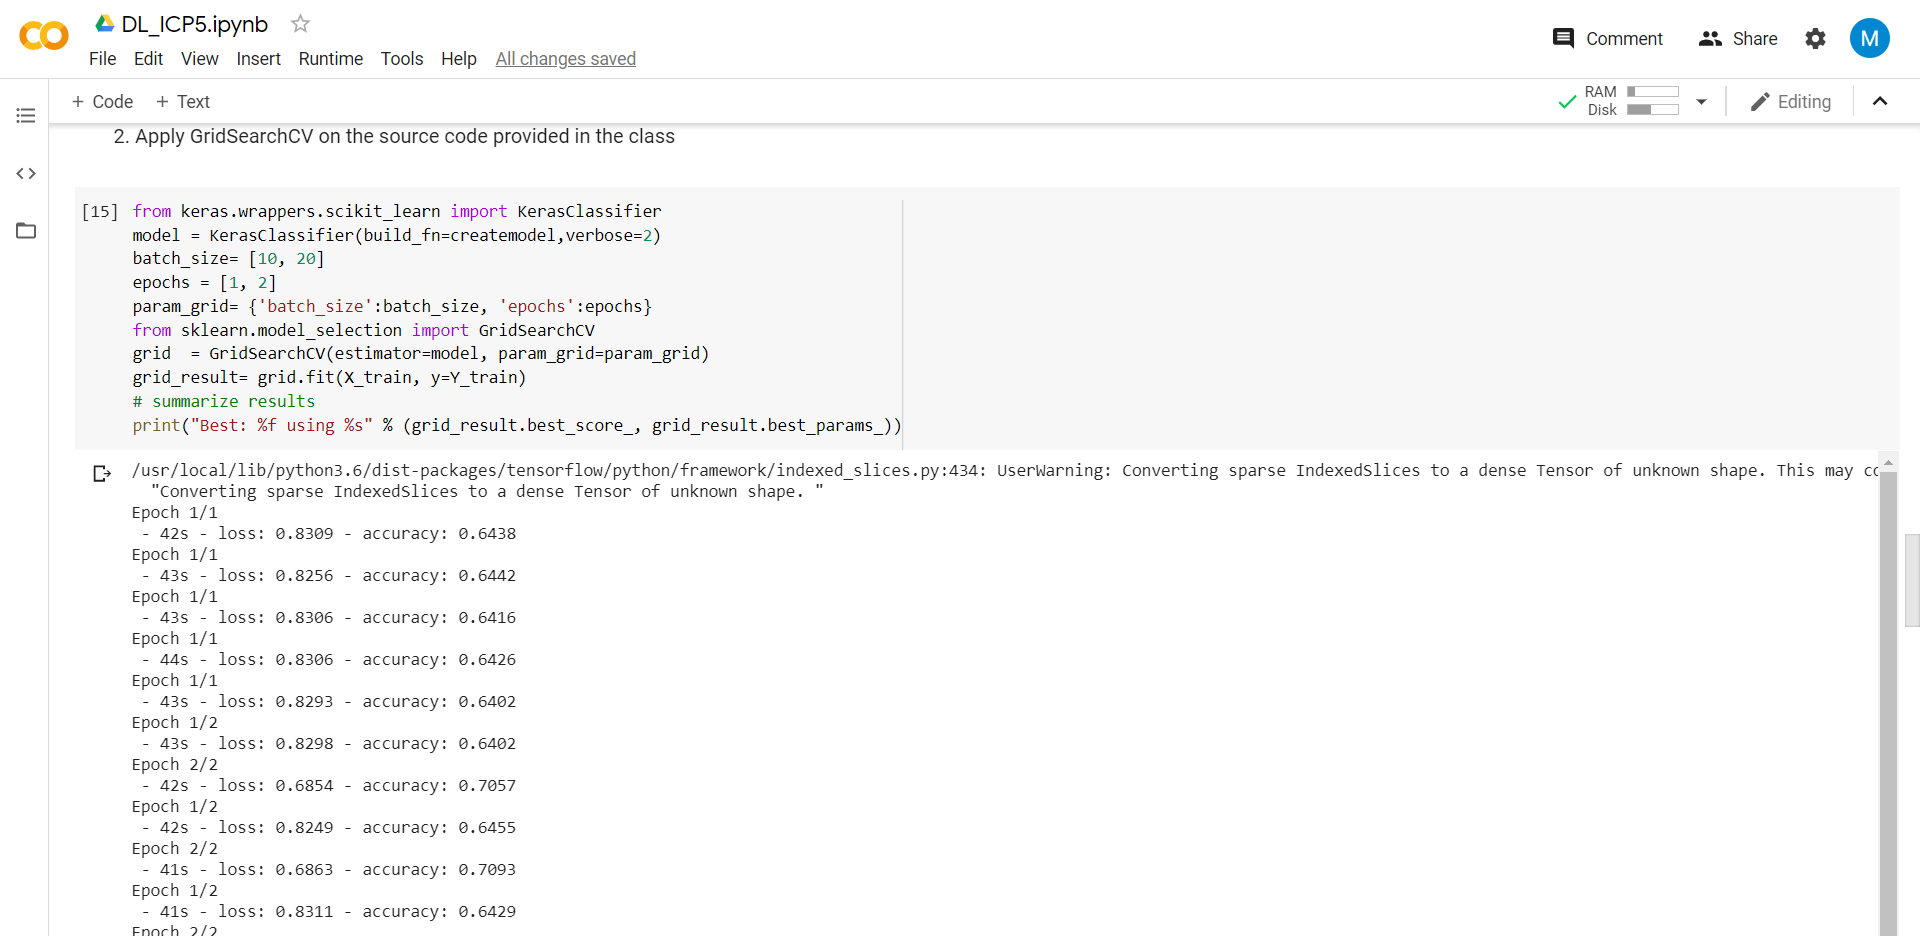 DL_ICP5.ipynb
File Edit View Insert Runtime Tools Help All changes saved
Comment Share M
+ Code + Text
RAM
Disk
Editing
2. Apply GridSearchCV on the source code provided in the class
[15] from keras.wrappers.scikit_learn import KerasClassifier
model = KerasClassifier(build_fn=createmodel,verbose=2)
batch_size= [10, 20]
epochs = [1, 2]
param_grid= {'batch_size':batch_size, 'epochs':epochs}
from sklearn.model_selection import GridSearchCV
grid  = GridSearchCV(estimator=model, param_grid=param_grid)
grid_result= grid.fit(X_train, y=Y_train)
# summarize results
print("Best: %f using %s" % (grid_result.best_score_, grid_result.best_params_))
/usr/local/lib/python3.6/dist-packages/tensorflow/python/framework/indexed_slices.py:434: UserWarning: Converting sparse IndexedSlices to a dense Tensor of unknown shape. This may co
"Converting sparse IndexedSlices to a dense Tensor of unknown shape. "
Epoch 1/1
- 42s - loss: 0.8309 - accuracy: 0.6438
Epoch 1/1
- 43s - loss: 0.8256 - accuracy: 0.6442
Epoch 1/1
- 43s - loss: 0.8306 - accuracy: 0.6416
Epoch 1/1
- 44s - loss: 0.8306 - accuracy: 0.6426
Epoch 1/1
- 43s - loss: 0.8293 - accuracy: 0.6402
Epoch 1/2
- 43s - loss: 0.8298 - accuracy: 0.6402
Epoch 2/2
- 42s - loss: 0.6854 - accuracy: 0.7057
Epoch 1/2
- 42s - loss: 0.8249 - accuracy: 0.6455
Epoch 2/2
- 41s - loss: 0.6863 - accuracy: 0.7093
Epoch 1/2
- 41s - loss: 0.8311 - accuracy: 0.6429
Epoch 2/2